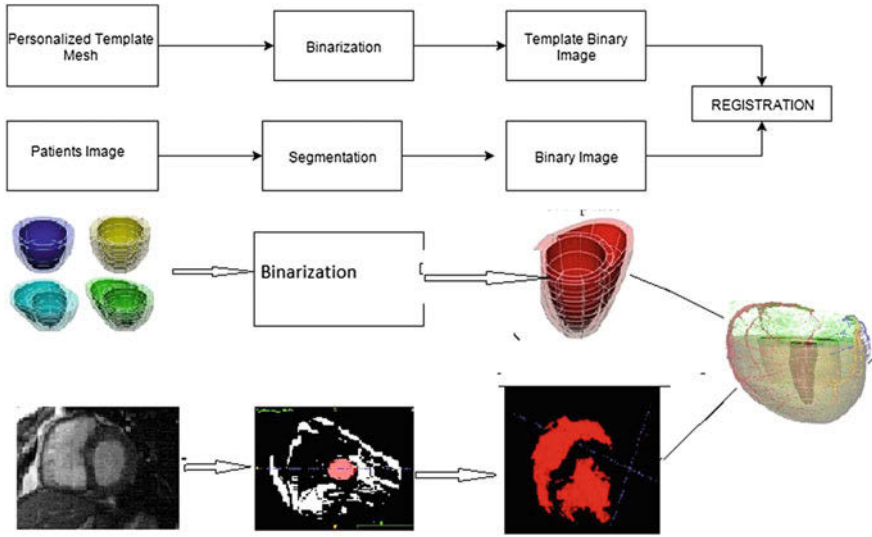 Personalized Template
Mesh
Binarization
Template Binary
Image
REGISTRATION
Patients Image
Segmentation
Binary Image
Binarization